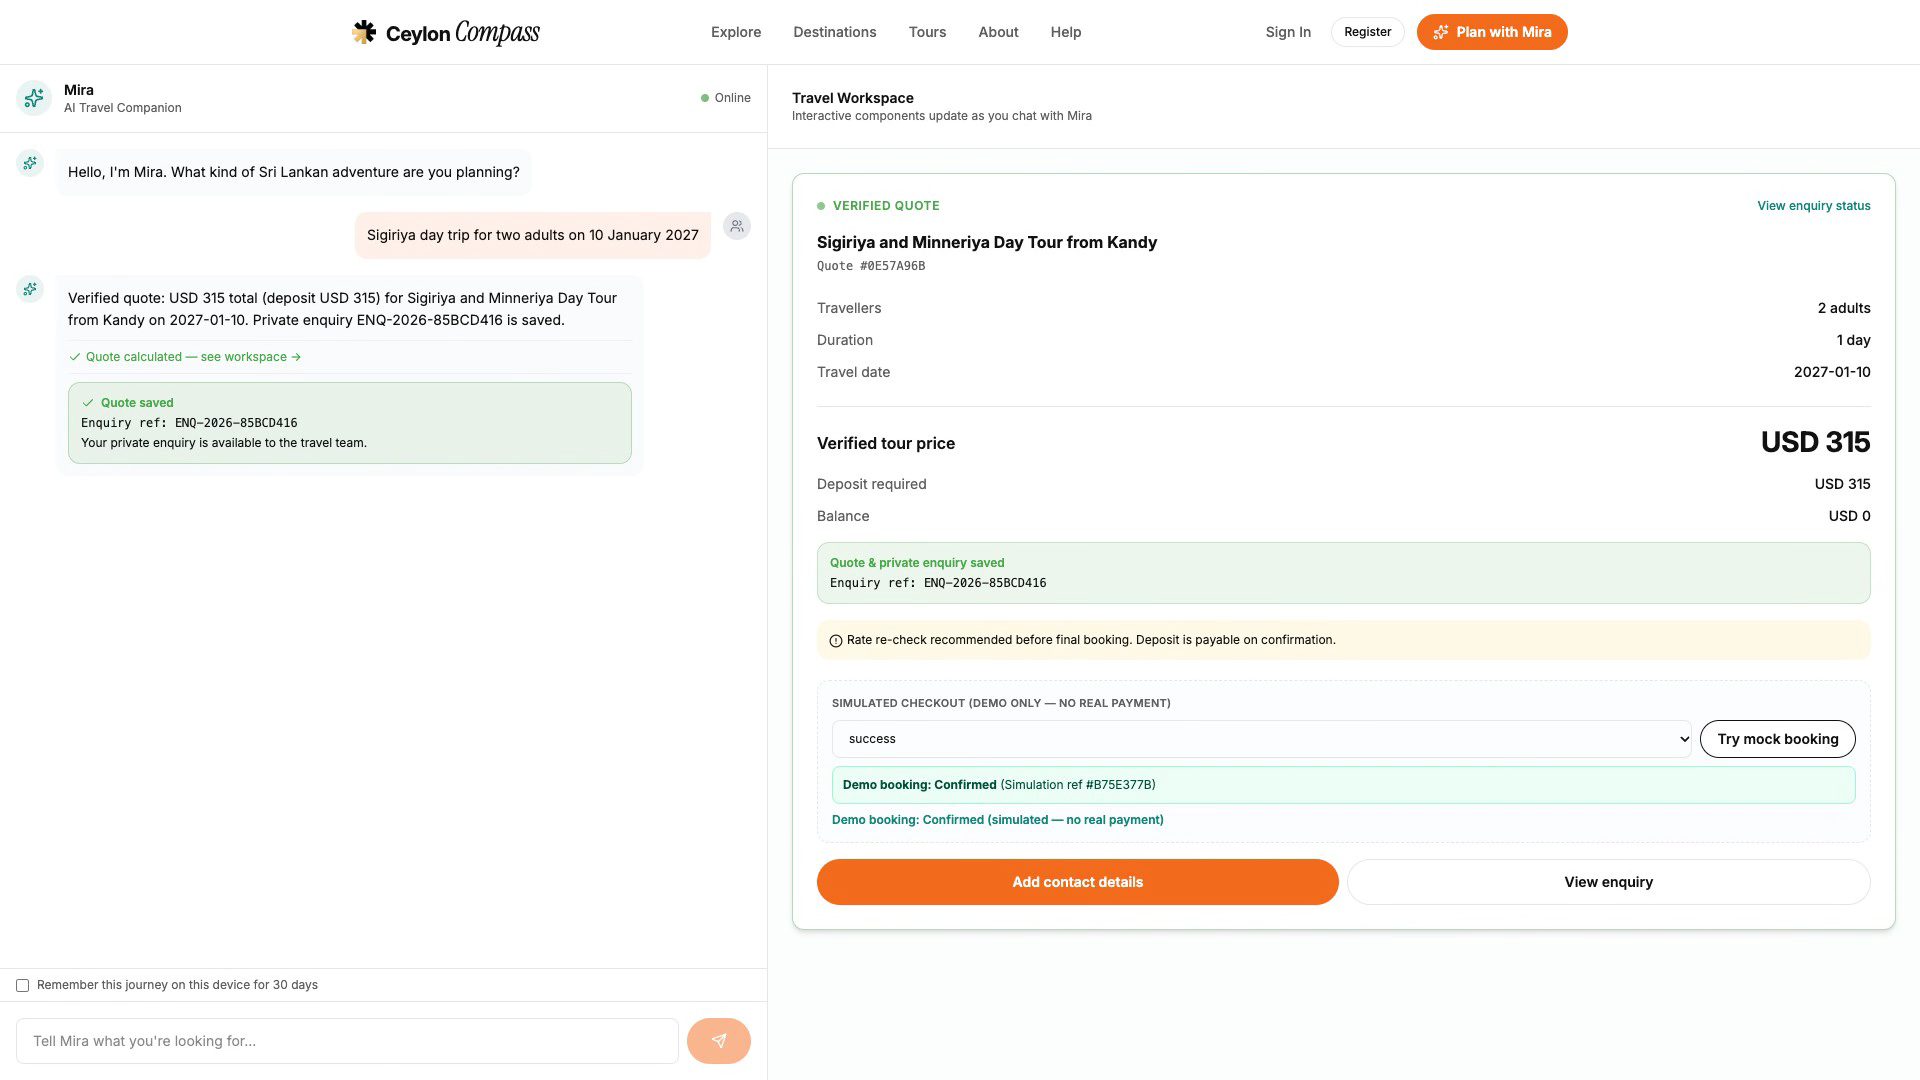 Ceylon Compass
Explore
Destinations
Tours
About
Help
Sign In
Register
Plan with Mira
Mira
AI Travel Companion
Online
Hello, I'm Mira. What kind of Sri Lankan adventure are you planning?
Sigiriya day trip for two adults on 10 January 2027
Verified quote: USD 315 total (deposit USD 315) for Sigiriya and Minneriya Day Tour
from Kandy on 2027-01-10. Private enquiry ENQ-2026-85BCD416 is saved.
Quote calculated — see workspace →
Quote saved
Enquiry ref: ENQ-2026-85BCD416
Your private enquiry is available to the travel team.
Remember this journey on this device for 30 days
Tell Mira what you're looking for...
Travel Workspace
Interactive components update as you chat with Mira
VERIFIED QUOTE
View enquiry status
Sigiriya and Minneriya Day Tour from Kandy
Quote #0E57A96B
Travellers 2 adults
Duration 1 day
Travel date 2027-01-10
Verified tour price USD 315
Deposit required USD 315
Balance USD 0
Quote & private enquiry saved
Enquiry ref: ENQ-2026-85BCD416
Rate re-check recommended before final booking. Deposit is payable on confirmation.
SIMULATED CHECKOUT (DEMO ONLY — NO REAL PAYMENT)
success
Try mock booking
Demo booking: Confirmed (Simulation ref #B75E377B)
Demo booking: Confirmed (simulated — no real payment)
Add contact details
View enquiry